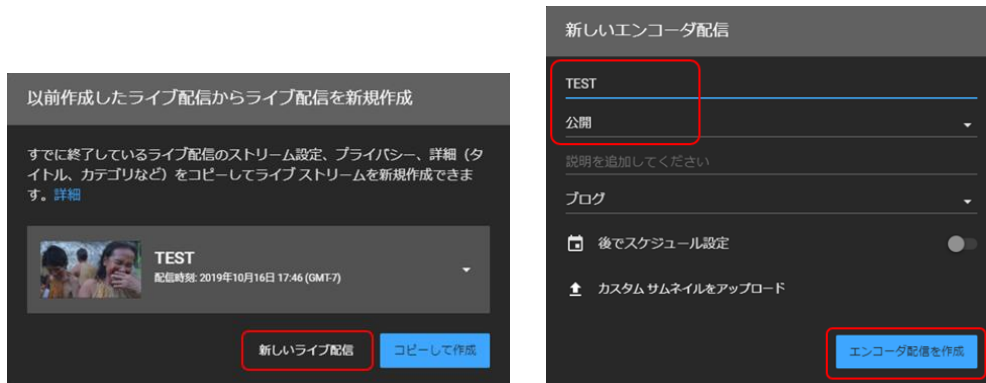 以前作成したライブ配信からライブ配信を新規作成
すでに終了しているライブ配信のストリーム設定、プライバシー、詳細（タ
イトル、カテゴリなど）をコピーしてライブ ストリームを新規作成できま
す。詳細
TEST
配信時刻: 2019年10月16日 17:46 (GMT-7)
新しいライブ配信
コピーして作成
新しいエンコーダ配信
TEST
公開
説明を追加してください
ブログ
後でスケジュール設定
カスタム サムネイルをアップロード
エンコーダ配信を作成